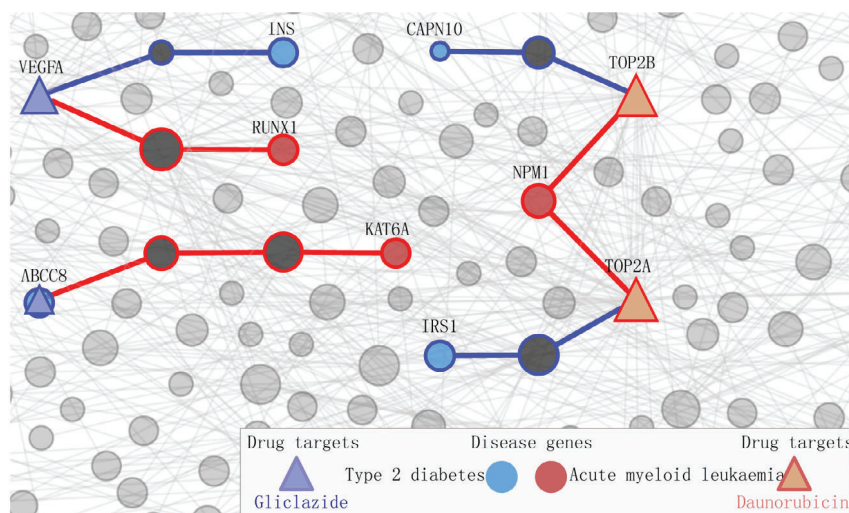 INS
CAPN10
VEGFA
TOP2B
RUNX1
NPM1
KAT6A
ABCC8
TOP2A
IRS1
Drug targets Disease genes Drug targets
Type 2 diabetes Acute myeloid leukaemia
Gliclazide Daunorubicin